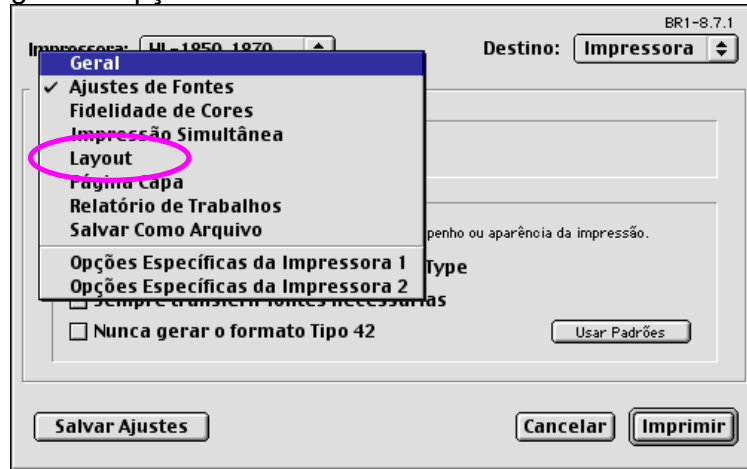 BR1-8.7.1
Impressora: HL-1850_1870 Destino: Impressora
Geral
✓ Ajustes de Fontes
Fidelidade de Cores
Impressão Simultânea
Layout
Página Capa
Relatório de Trabalhos
Salvar Como Arquivo
penho ou aparência da impressão.
Opções Específicas da Impressora 1
Type
Opções Específicas da Impressora 2
Sempre transferir fontes necessárias
Nunca gerar o formato Tipo 42
Usar Padrões
Salvar Ajustes
Cancelar
Imprimir